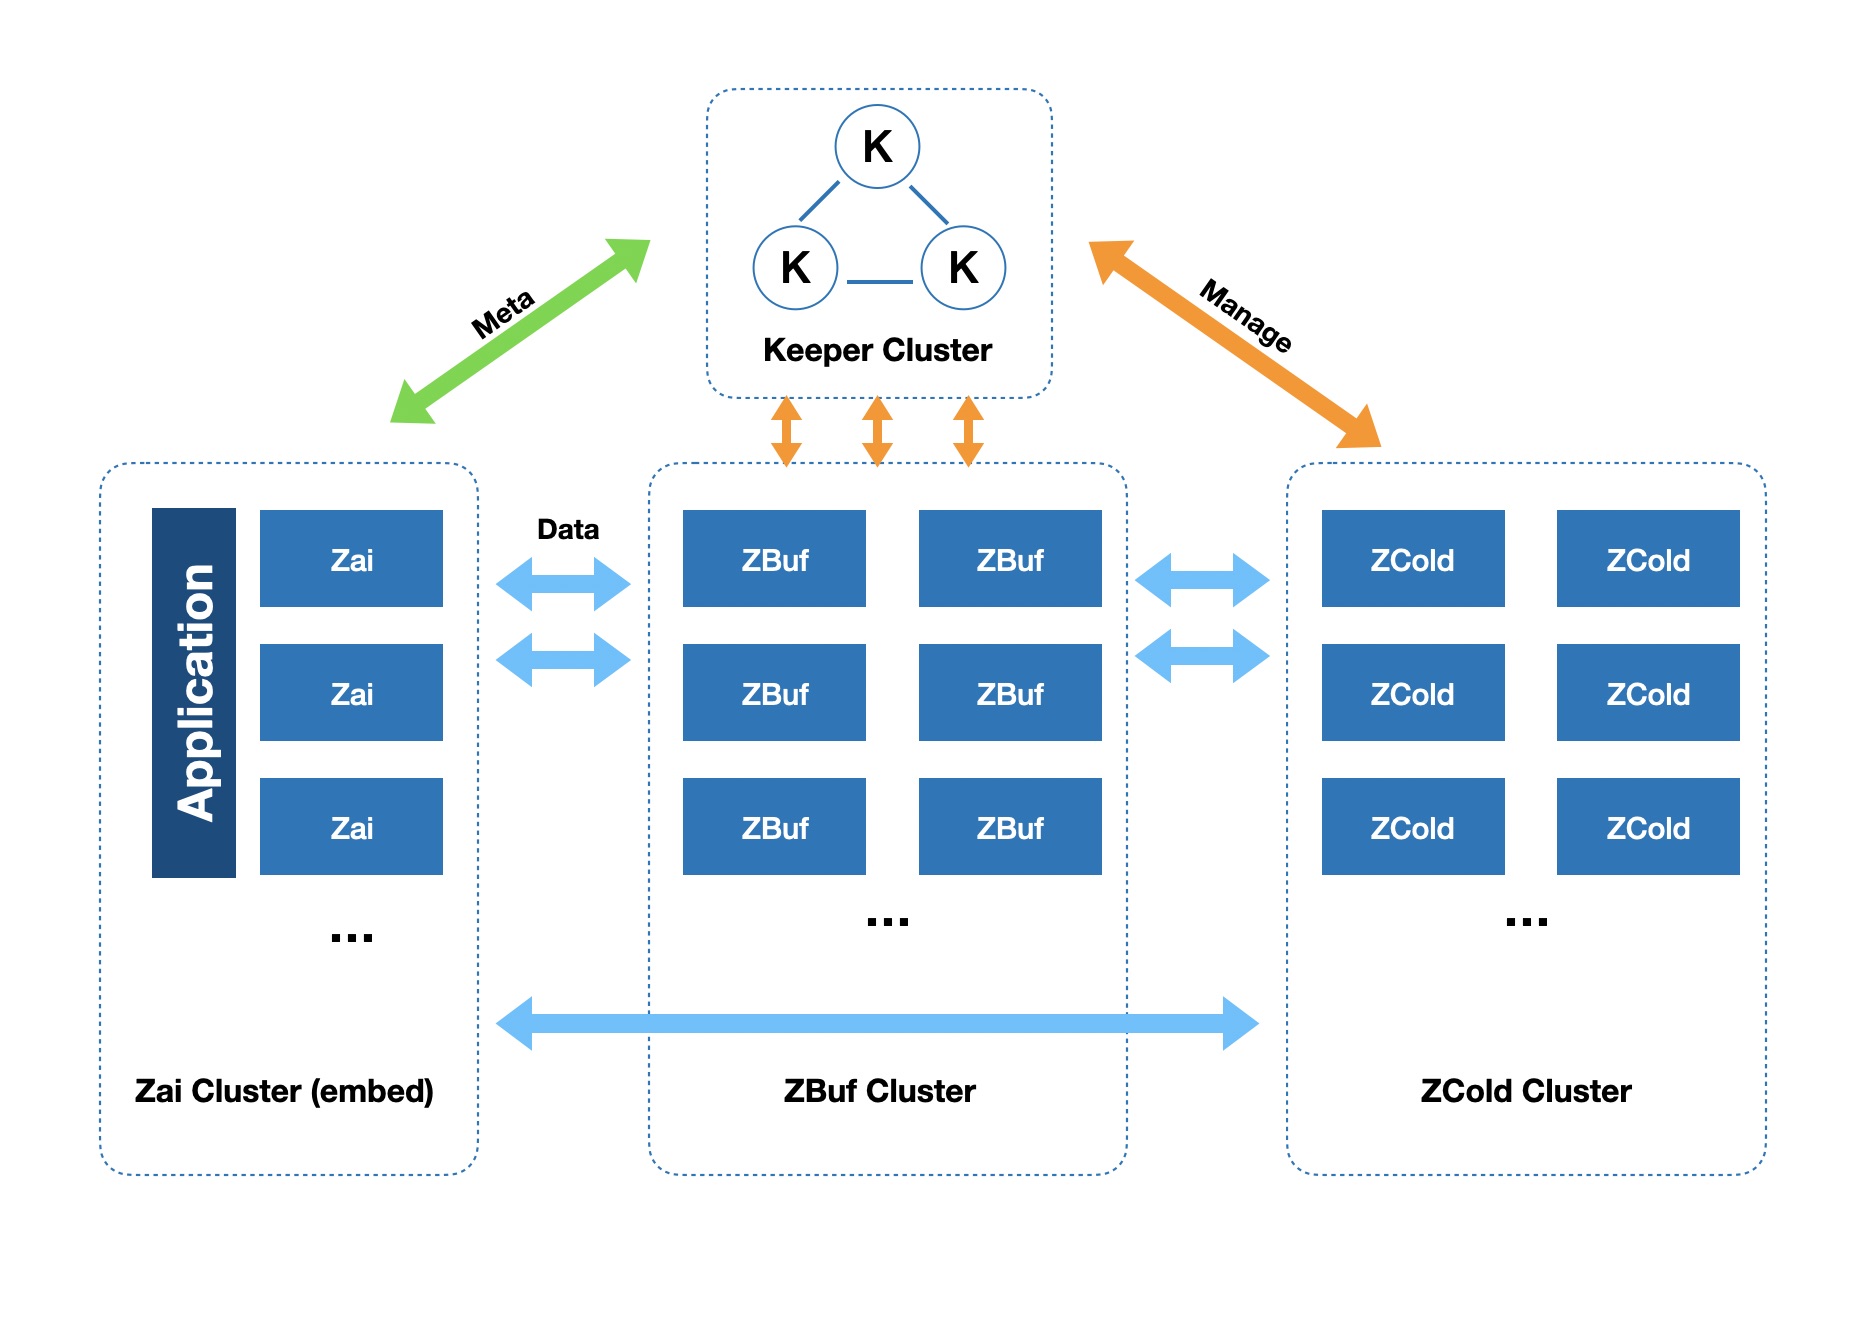 K
K
K
Keeper Cluster
Meta
Manage
Data
Application
Zai
Zai
Zai
...
Zai Cluster (embed)
ZBuf ZBuf
ZBuf ZBuf
ZBuf ZBuf
...
ZBuf Cluster
ZCold ZCold
ZCold ZCold
ZCold ZCold
...
ZCold Cluster